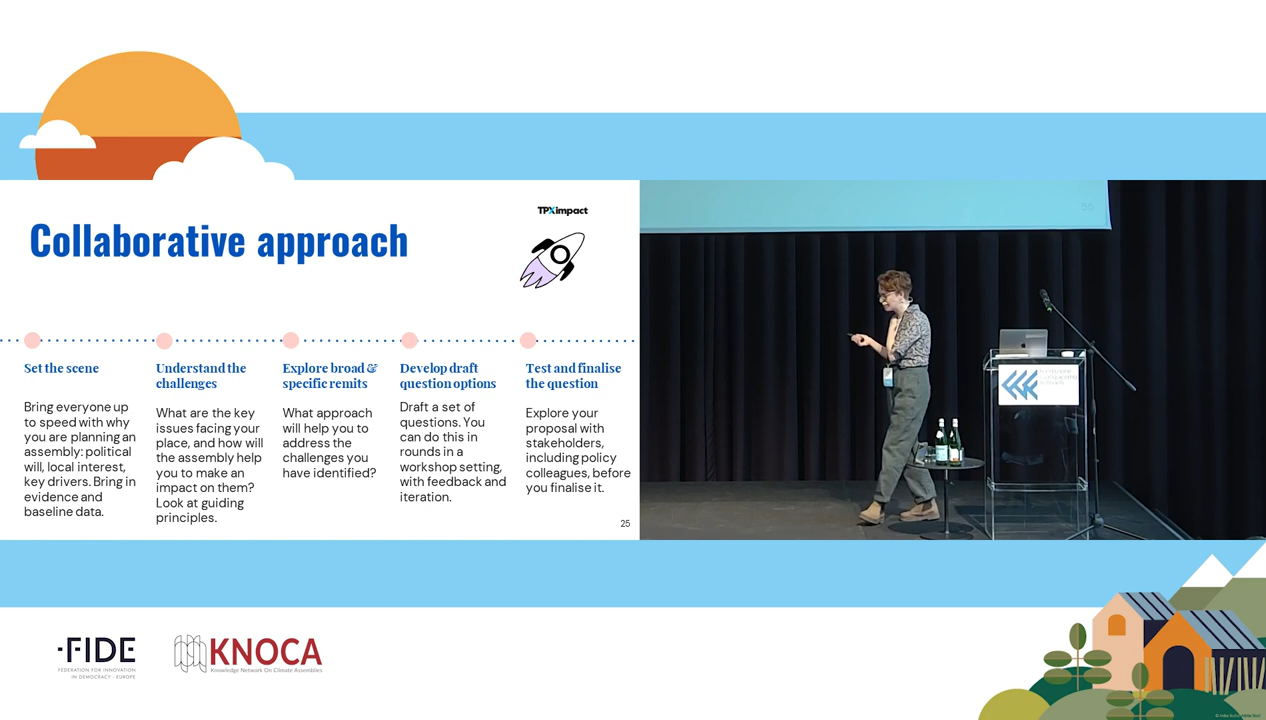 TPXimpact
Collaborative approach
Set the scene
Bring everyone up
to speed with why
you are planning an
assembly: political
will, local interest,
key drivers. Bring in
evidence and
baseline data.
Understand the
challenges
What are the key
issues facing your
place, and how will
the assembly help
you to make an
impact on them?
Look at guiding
principles.
Explore broad &
specific remits
What approach
will help you to
address the
challenges you
have identified?
Develop draft
question options
Draft a set of
questions. You
can do this in
rounds in a
workshop setting,
with feedback and
iteration.
Test and finalise
the question
Explore your
proposal with
stakeholders,
including policy
colleagues, before
you finalise it.
25
·FIDE
FEDERATION FOR INNOVATION
IN DEMOCRACY - EUROPE
KNOCA
Knowledge Network On Climate Assemblies